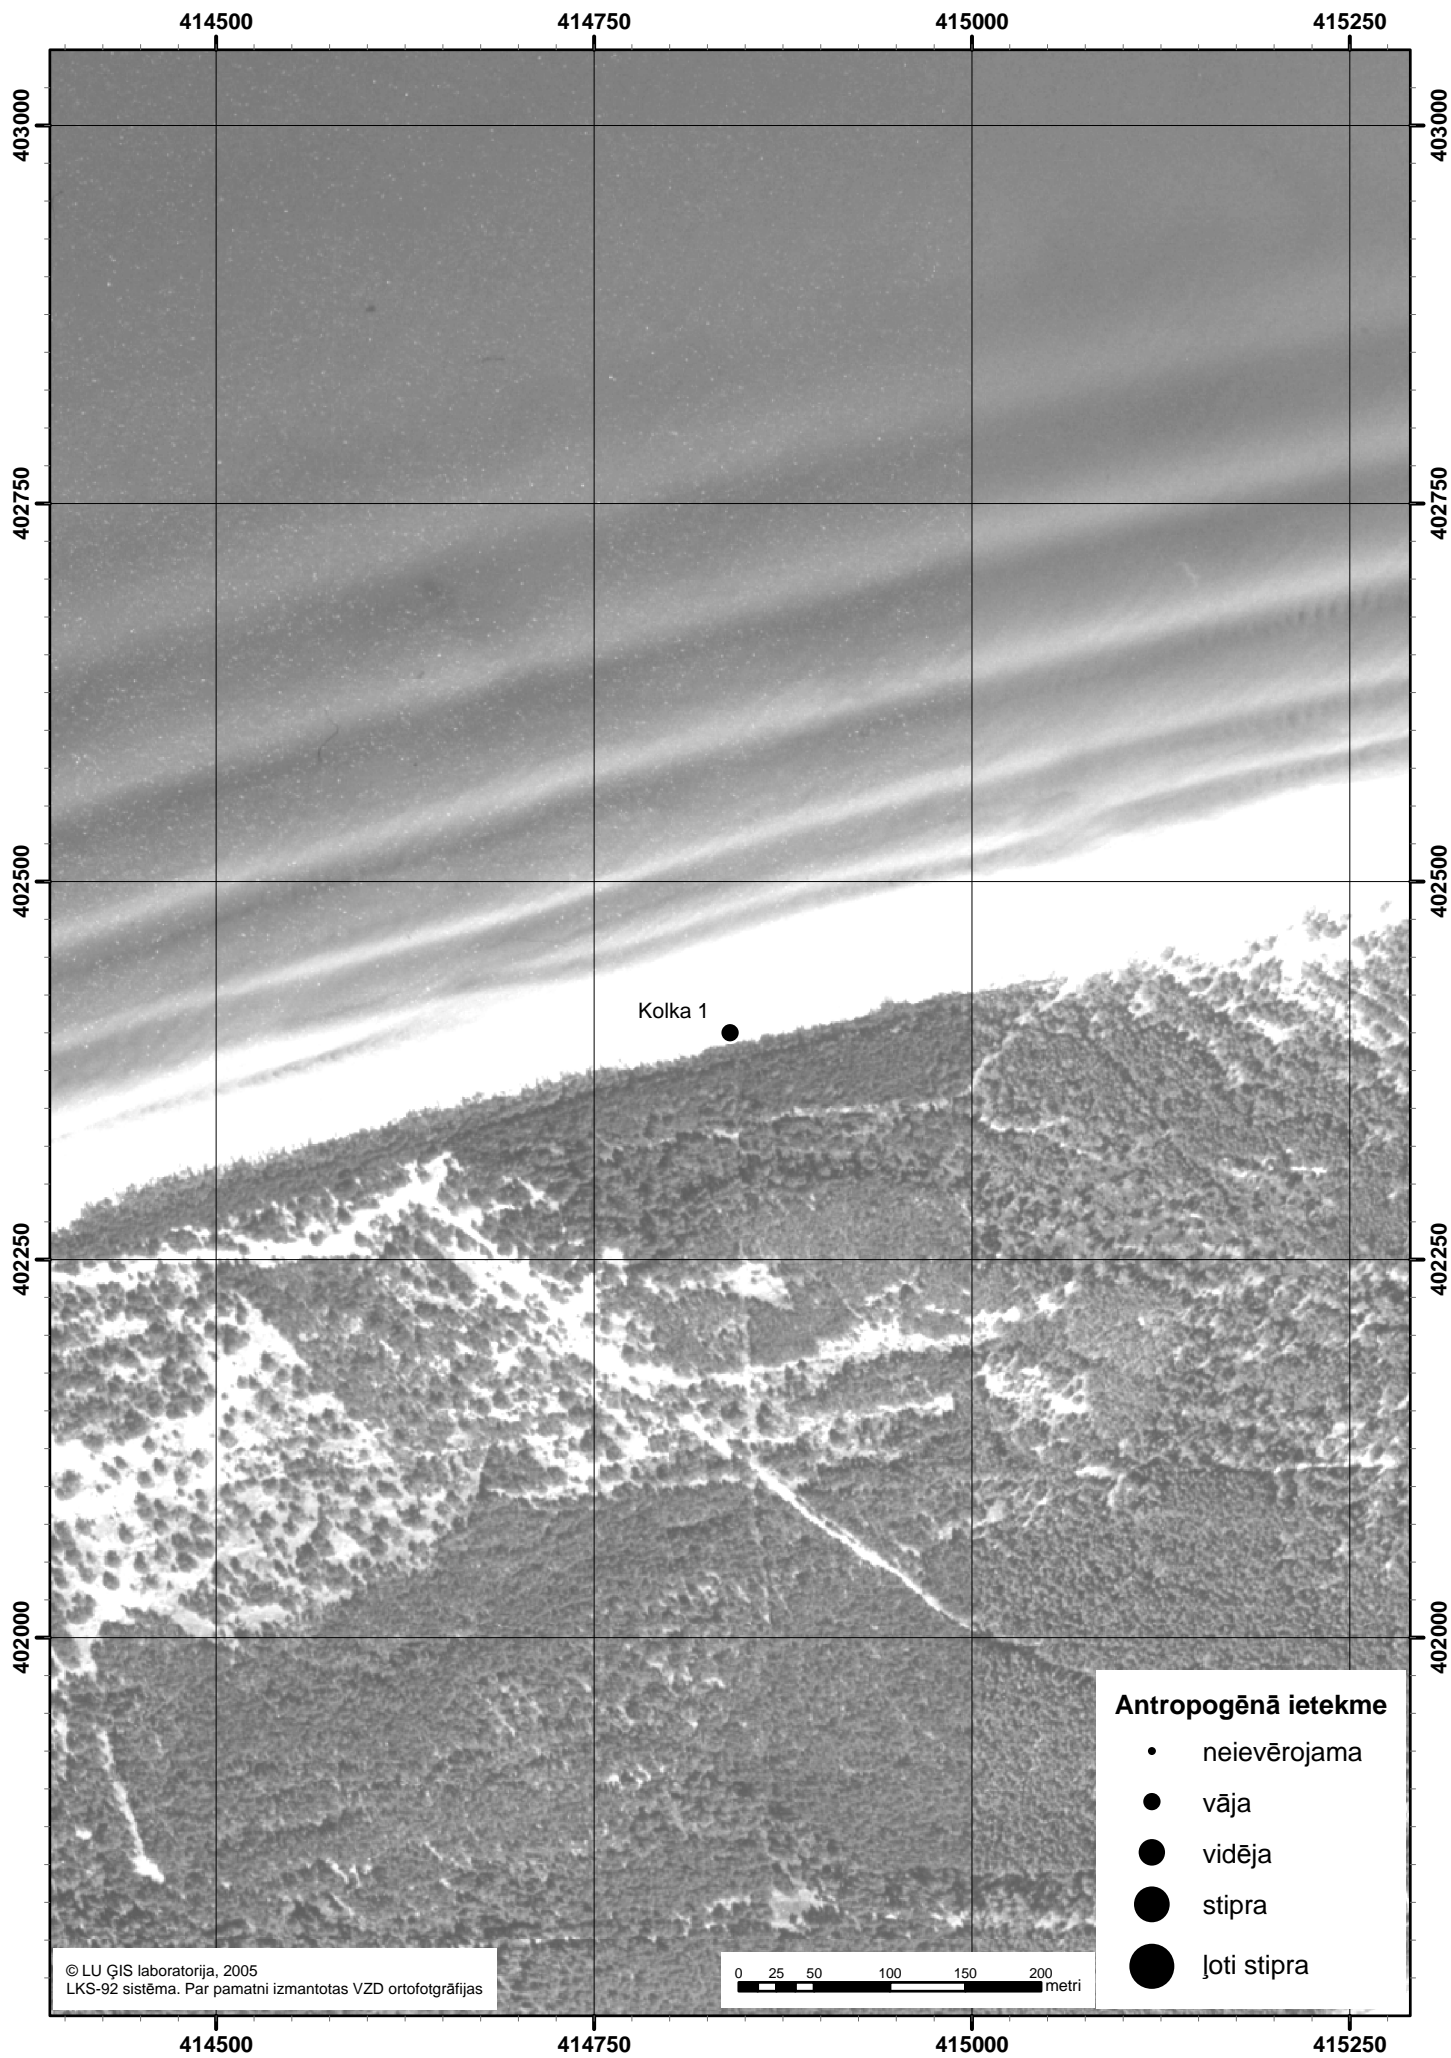 414500 414750 415000 415250
403000 403000
402750 402750
402500 402500
Kolka 1
402250 402250
402000 402000
Antropogēnā ietekme
neievērojama
vāja
vidēja
stipra
ļoti stipra
© LU ĢIS laboratorija, 2005
LKS-92 sistēma. Par pamatni izmantotas VZD ortofotgrāfijas
0 25 50 100 150 200
metri
414500 414750 415000 415250